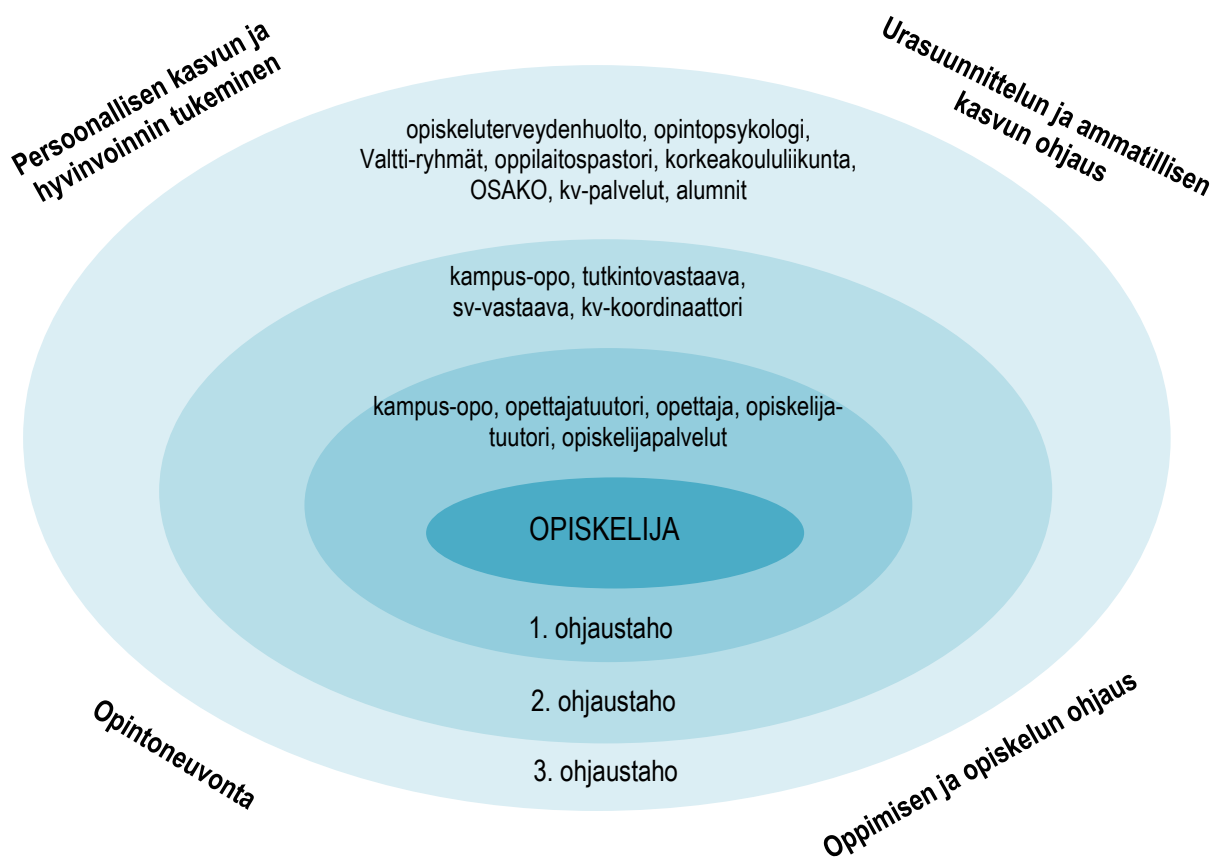 Persoonallisen kasvun ja
hyvinvoinnin tukeminen
Urasuunnittelun ja ammatillisen
kasvun ohjaus
opiskeluterveydenhuolto, opintopsykologi,
Valtti-ryhmät, oppilaitospastori, korkeakoululiikunta,
OSAKO, kv-palvelut, alumnit
kampus-opo, tutkintovastaava,
sv-vastaava, kv-koordinaattori
kampus-opo, opettajatuutori, opettaja, opiskelija-
tuutori, opiskelijapalvelut
OPISKELIJA
1. ohjaustaho
2. ohjaustaho
3. ohjaustaho
Opintoneuvonta
Oppimisen ja opiskelun ohjaus